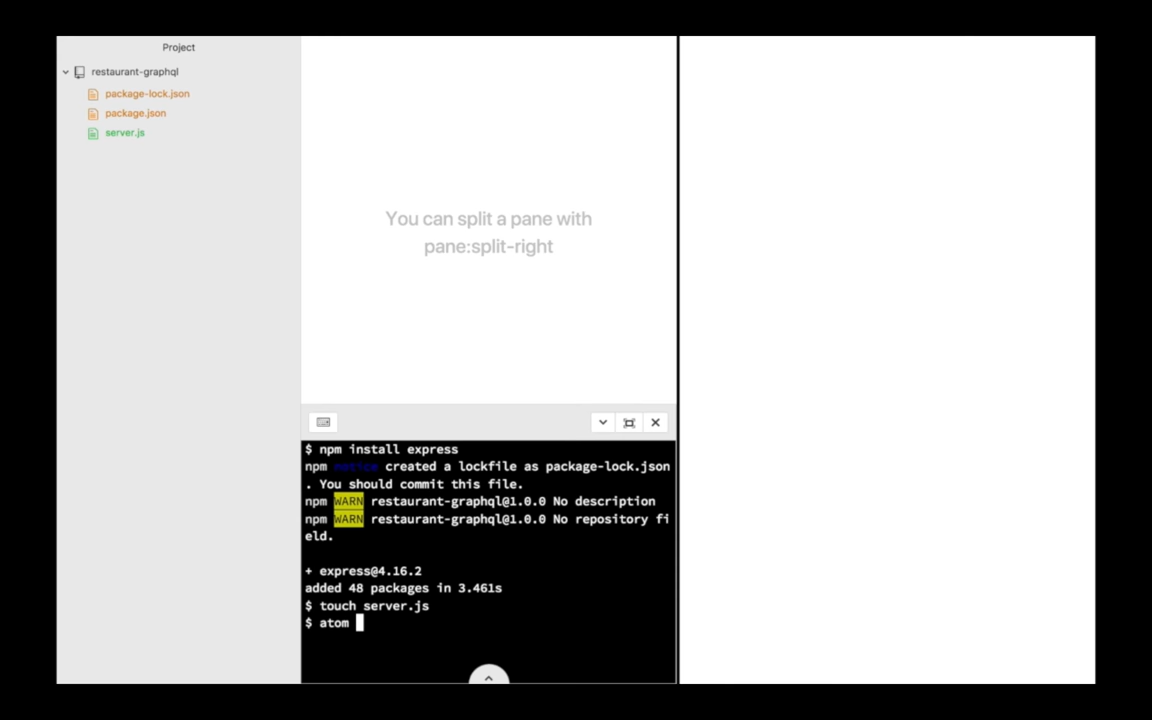 Project
restaurant-graphql
package-lock.json
package.json
server.js
You can split a pane with
pane:split-right
$ npm install express
npm notice created a lockfile as package-lock.json
. You should commit this file.
npm WARN restaurant-graphql@1.0.0 No description
npm WARN restaurant-graphql@1.0.0 No repository fi
eld.
+ express@4.16.2
added 48 packages in 3.461s
$ touch server.js
$ atom